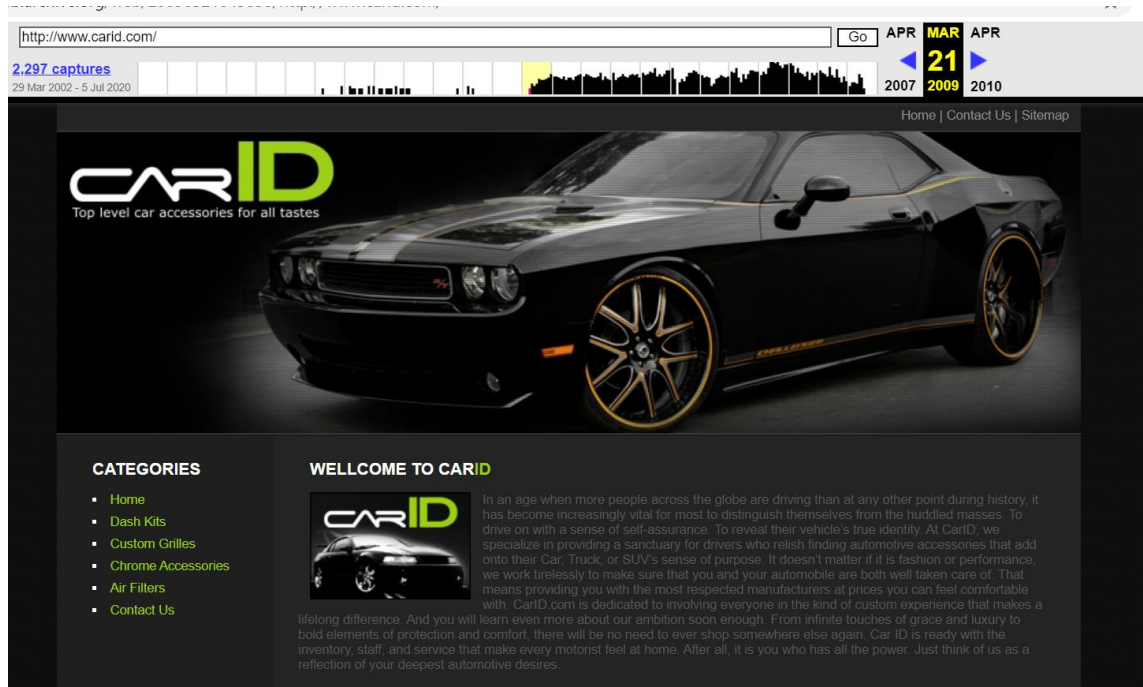 http://www.carid.com/
Go
APR MAR APR
2,297 captures
21
29 Mar 2002 - 5 Jul 2020
2007 2009 2010
Home | Contact Us | Sitemap
CARID
Top level car accessories for all tastes
R/T
CHALLENGER
CATEGORIES
Home
Dash Kits
Custom Grilles
Chrome Accessories
Air Filters
Contact Us
WELLCOME TO CARID
CARID
In an age when more people across the globe are driving than at any other point during history, it
has become increasingly vital for most to distinguish themselves from the huddled masses. To
drive on with a sense of self-assurance. To reveal their vehicle's true identity. At CarID, we
specialize in providing a sanctuary for drivers who relish finding automotive accessories that add
onto their Car, Truck, or SUV's sense of purpose. It doesn't matter if it is fashion or performance,
we work tirelessly to make sure that you and your automobile are both well taken care of. That
means providing you with the most respected manufacturers at prices you can feel comfortable
with. CarID.com is dedicated to involving everyone in the kind of custom experience that makes a
lifelong difference. And you will learn even more about our ambition soon enough. From infinite touches of grace and luxury to
bold elements of protection and comfort, there will be no need to ever shop somewhere else again. Car ID is ready with the
inventory, staff, and service that make every motorist feel at home. After all, it is you who has all the power. Just think of us as a
reflection of your deepest automotive desires.